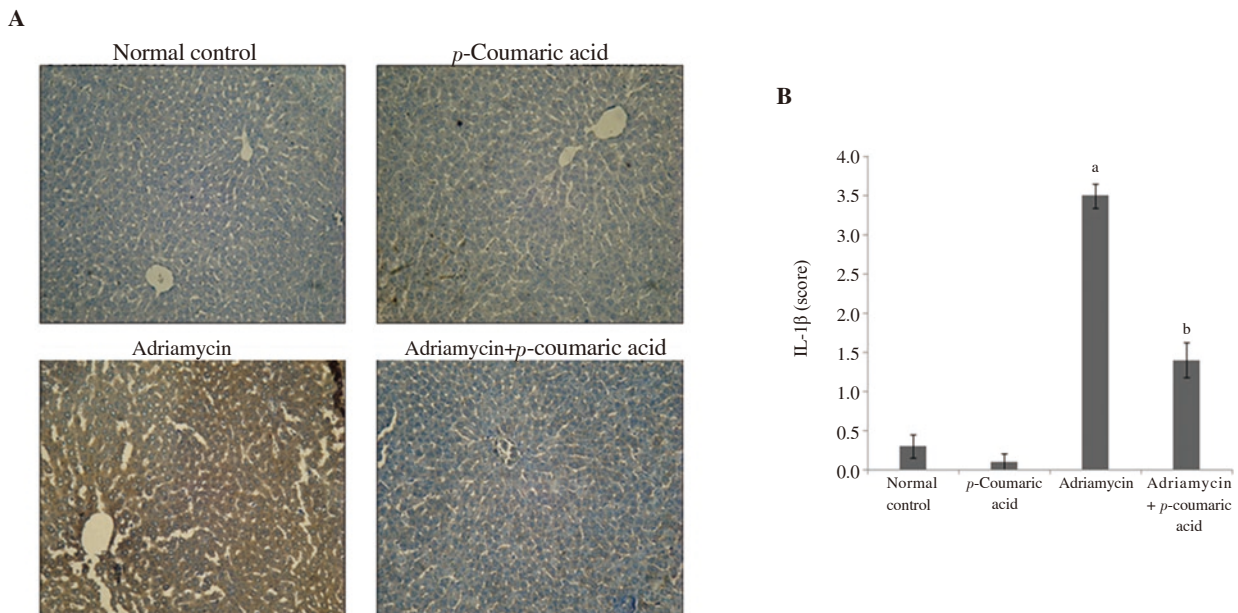 A
Normal control
p-Coumaric acid
Adriamycin
Adriamycin+p-coumaric acid
B
IL-1β (score)
4.0
3.5
3.0
2.5
2.0
1.5
1.0
0.5
0.0
a
b
Normal
control
p-Coumaric
acid
Adriamycin
Adriamycin
+ p-coumaric
acid